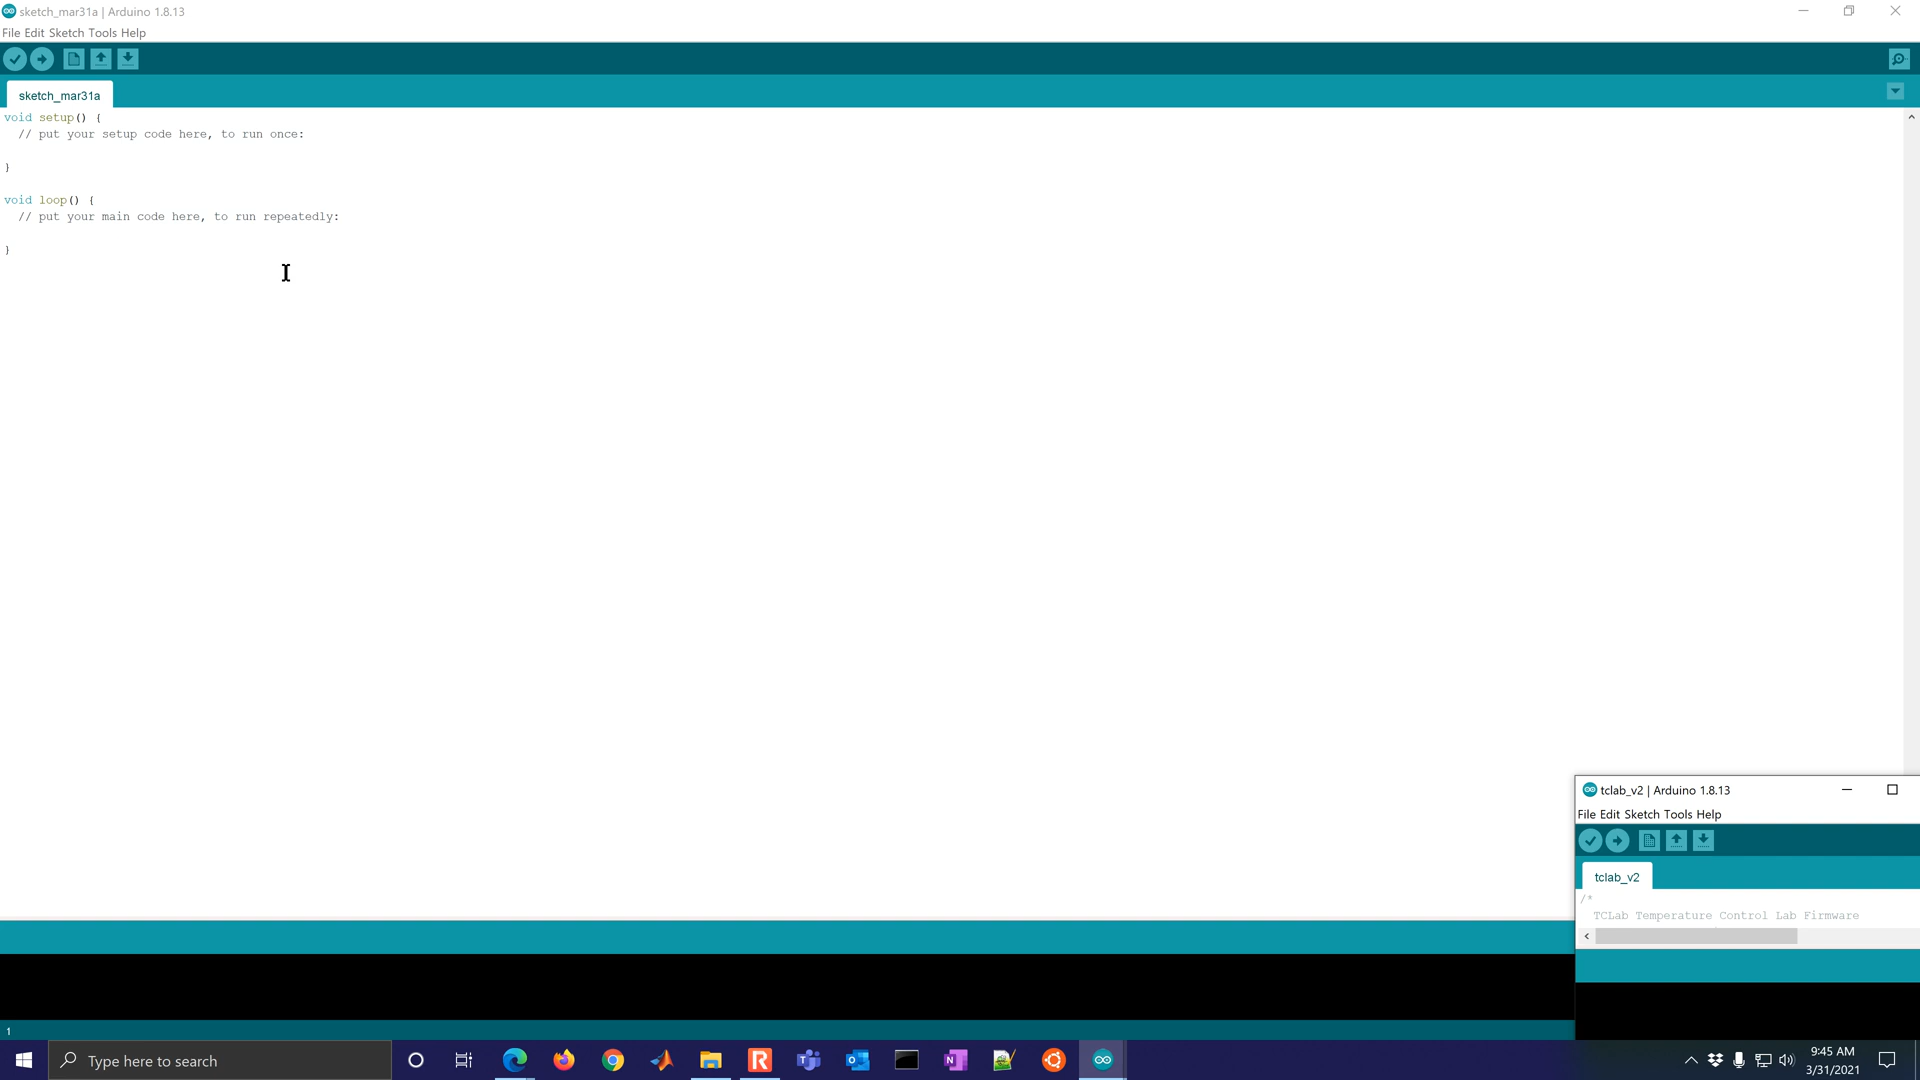 sketch_mar31a | Arduino 1.8.13
File Edit Sketch Tools Help
sketch_mar31a
void setup() {
// put your setup code here, to run once:
}
void loop() {
// put your main code here, to run repeatedly:
}
tclab_v2 | Arduino 1.8.13
File Edit Sketch Tools Help
tclab_v2
/*
TCLab Temperature Control Lab Firmware
1
Type here to search
9:45 AM
3/31/2021